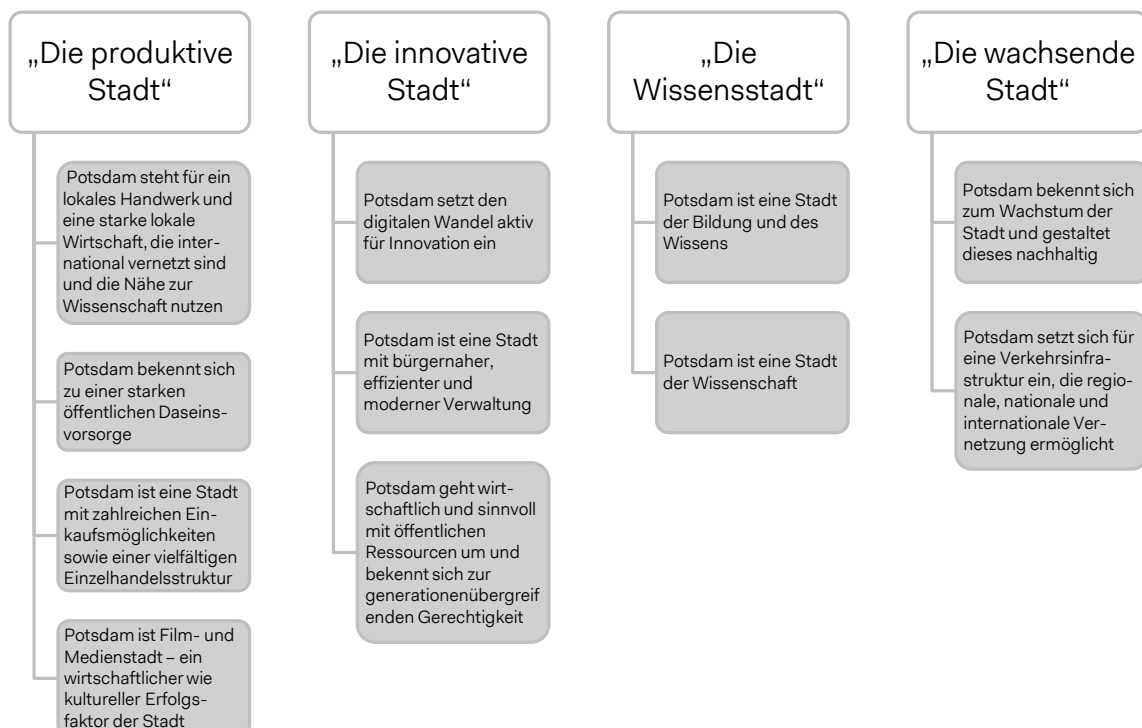 „Die produktive
Stadt“
Potsdam steht für ein
lokales Handwerk und
eine starke lokale
Wirtschaft, die inter-
national vernetzt sind
und die Nähe zur
Wissenschaft nutzen
Potsdam bekennt sich
zu einer starken
öffentlichen Daseins-
vorsorge
Potsdam ist eine Stadt
mit zahlreichen Ein-
kaufsmöglichkeiten
sowie einer vielfältigen
Einzelhandelsstruktur
Potsdam ist Film- und
Medienstadt – ein
wirtschaftlicher wie
kultureller Erfolgs-
faktor der Stadt
„Die innovative
Stadt“
Potsdam setzt den
digitalen Wandel aktiv
für Innovation ein
Potsdam ist eine Stadt
mit bürgernaher,
effizienter und
moderner Verwaltung
Potsdam geht wirt-
schaftlich und sinnvoll
mit öffentlichen
Ressourcen um und
bekennt sich zur
generationenübergreif
enden Gerechtigkeit
„Die
Wissensstadt“
Potsdam ist eine Stadt
der Bildung und des
Wissens
Potsdam ist eine Stadt
der Wissenschaft
„Die wachsende
Stadt“
Potsdam bekennt sich
zum Wachstum der
Stadt und gestaltet
dieses nachhaltig
Potsdam setzt sich für
eine Verkehrsinfra-
struktur ein, die regio-
nale, nationale und
internationale Ver-
netzung ermöglicht